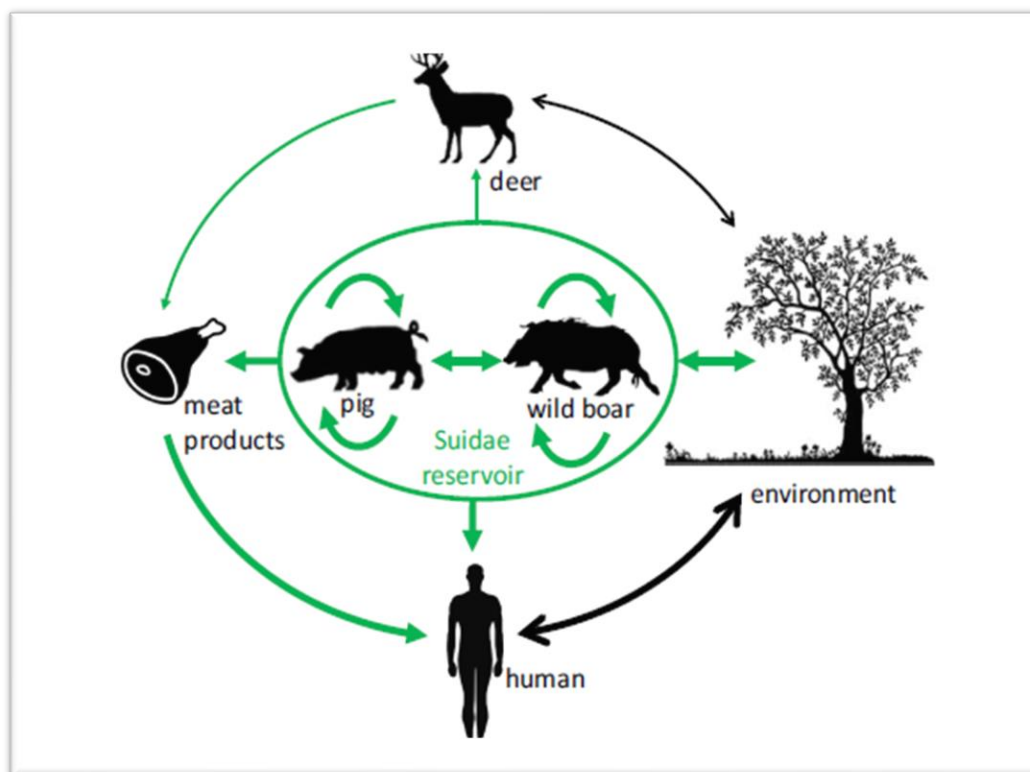 deer
meat
products
pig
wild boar
Suidae
reservoir
environment
human